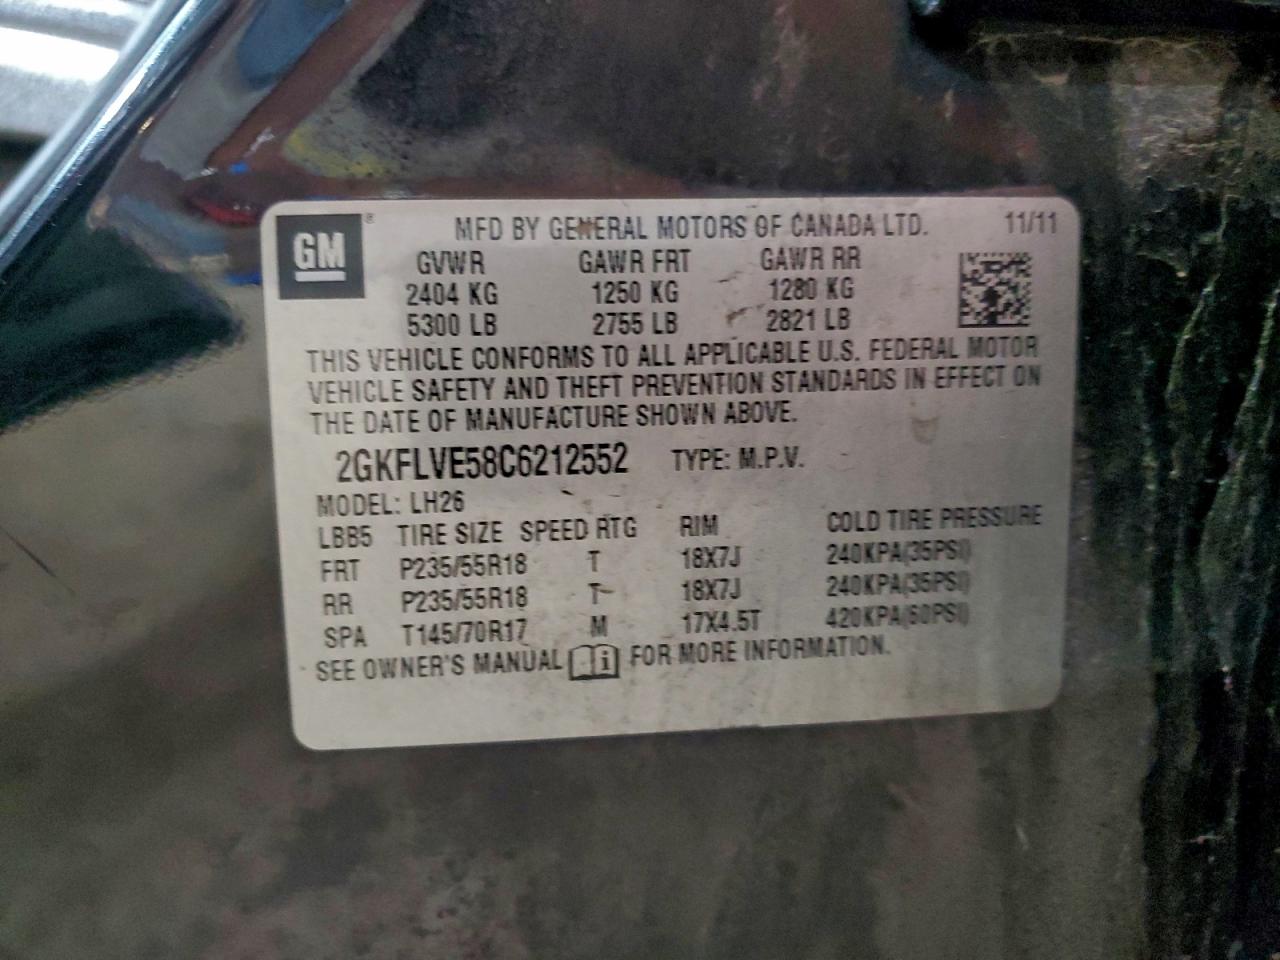 GM ®
MFD BY GENERAL MOTORS OF CANADA LTD. 11/11
GVWR GAWR FRT GAWR RR
2404 KG 1250 KG 1280 KG
5300 LB 2755 LB 2821 LB
THIS VEHICLE CONFORMS TO ALL APPLICABLE U.S. FEDERAL MOTOR
VEHICLE SAFETY AND THEFT PREVENTION STANDARDS IN EFFECT ON
THE DATE OF MANUFACTURE SHOWN ABOVE.
2GKFLVE58C6212552 TYPE: M.P.V.
MODEL: LH26
LBB5 TIRE SIZE SPEED RTG RIM COLD TIRE PRESSURE
FRT P235/55R18 T 18X7J 240KPA(35PSI)
RR P235/55R18 T 18X7J 240KPA(35PSI)
SPA T145/70R17 M 17X4.5T 420KPA(60PSI)
SEE OWNER'S MANUAL i FOR MORE INFORMATION.